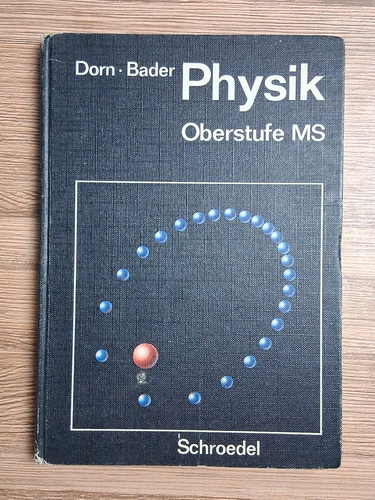 Dorn · Bader Physik
Oberstufe MS
Schroedel